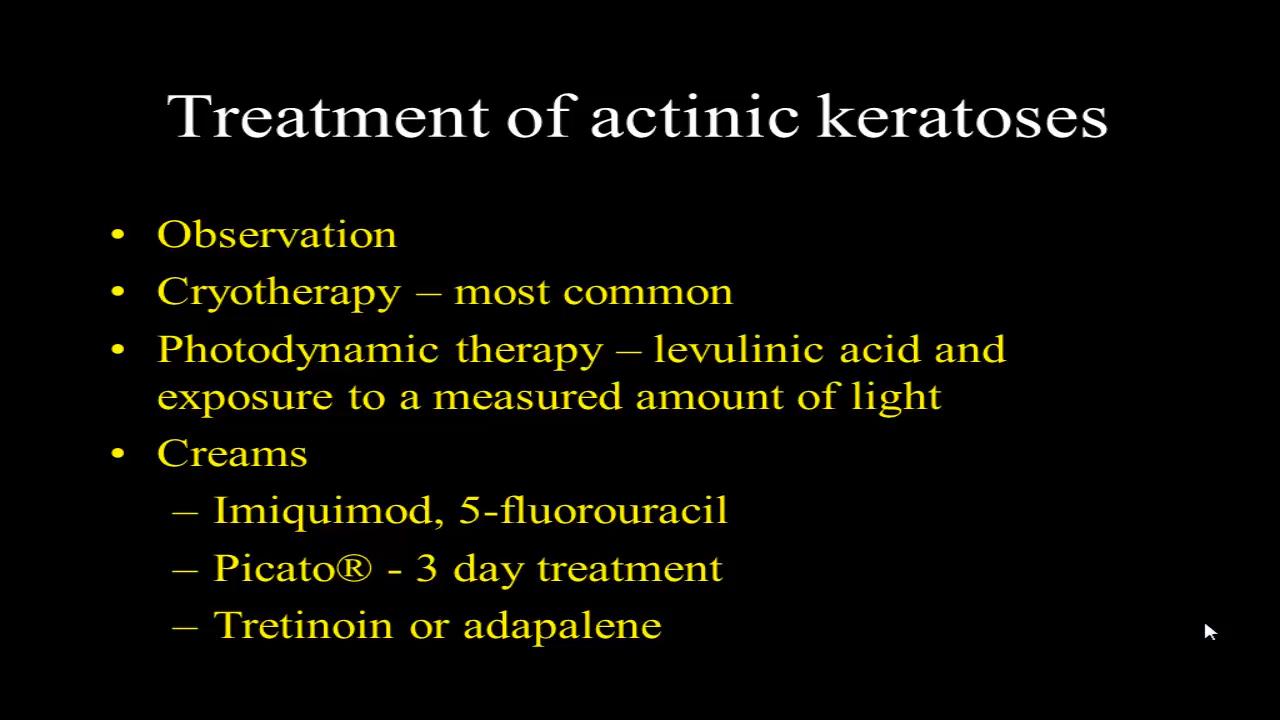 Treatment of actinic keratoses
• Observation
• Cryotherapy – most common
• Photodynamic therapy – levulinic acid and
exposure to a measured amount of light
• Creams
– Imiquimod, 5-fluorouracil
– Picato® - 3 day treatment
– Tretinoin or adapalene